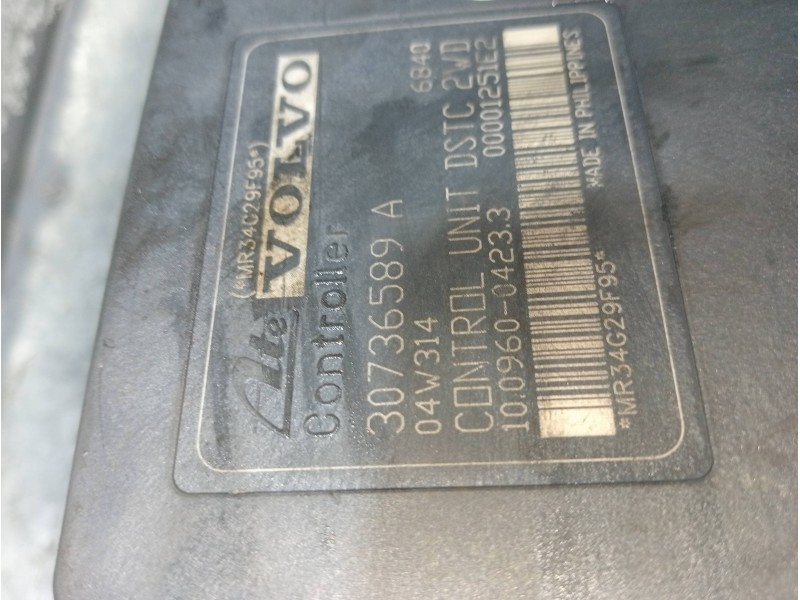 (*MR34G29F95*)
Ate VOLVO
Controller 6840
30736589 A
04W314
CONTROL UNIT DSTC 2WD
10.0960-0423.3 00001251E2
*MR34G29F95*
MADE IN PHILIPPINES